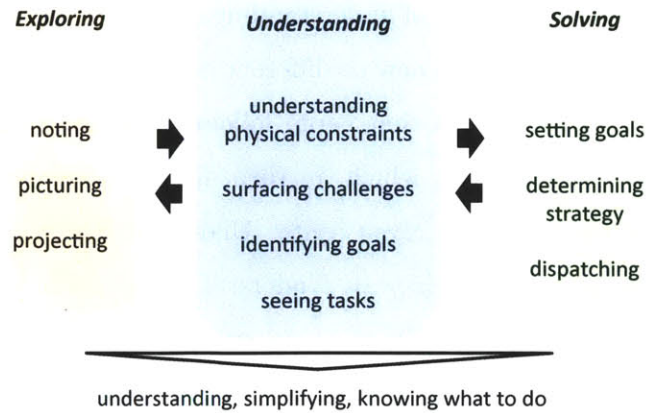 Exploring
Understanding
Solving
noting
picturing
projecting
understanding
physical constraints
surfacing challenges
identifying goals
seeing tasks
setting goals
determining
strategy
dispatching
understanding, simplifying, knowing what to do